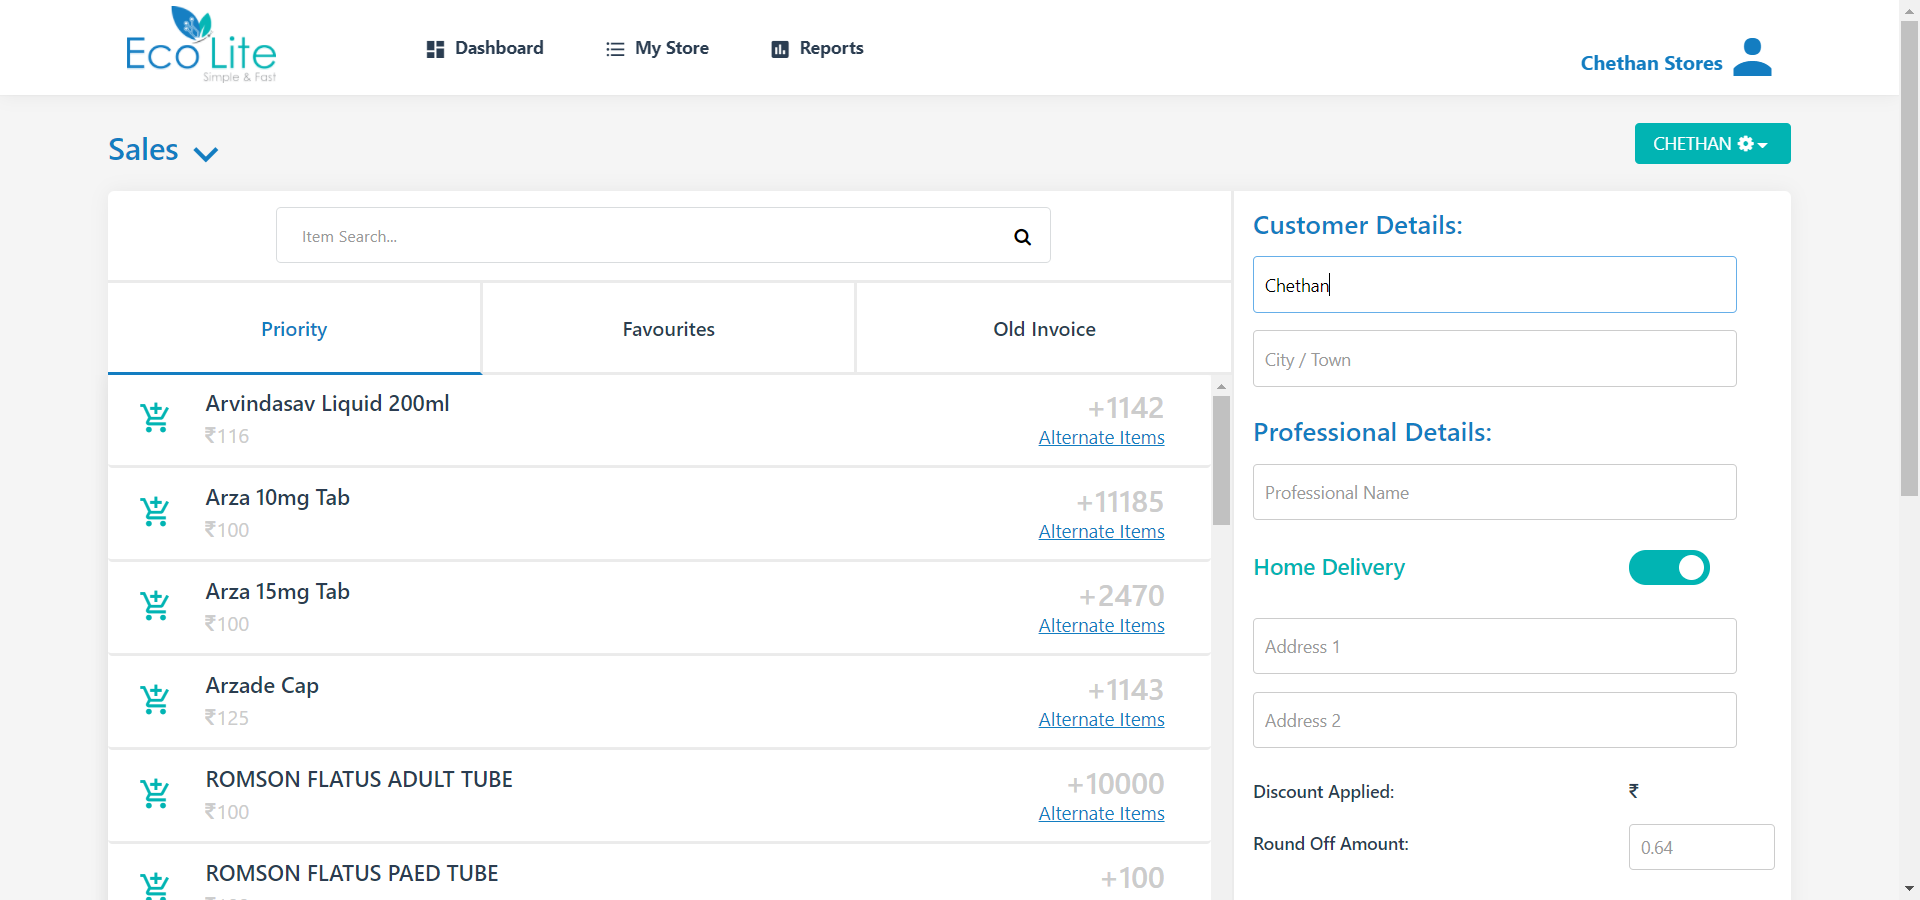 Eco Lite
Simple & Fast
Dashboard
My Store
Reports
Chethan Stores
Sales
CHETHAN
Item Search...
Priority
Favourites
Old Invoice
Arvindasav Liquid 200ml
₹116
+1142
Alternate Items
Arza 10mg Tab
₹100
+11185
Alternate Items
Arza 15mg Tab
₹100
+2470
Alternate Items
Arzade Cap
₹125
+1143
Alternate Items
ROMSON FLATUS ADULT TUBE
₹100
+10000
Alternate Items
ROMSON FLATUS PAED TUBE
+100
Customer Details:
Chethan
City / Town
Professional Details:
Professional Name
Home Delivery
Address 1
Address 2
Discount Applied: ₹
Round Off Amount: 0.64